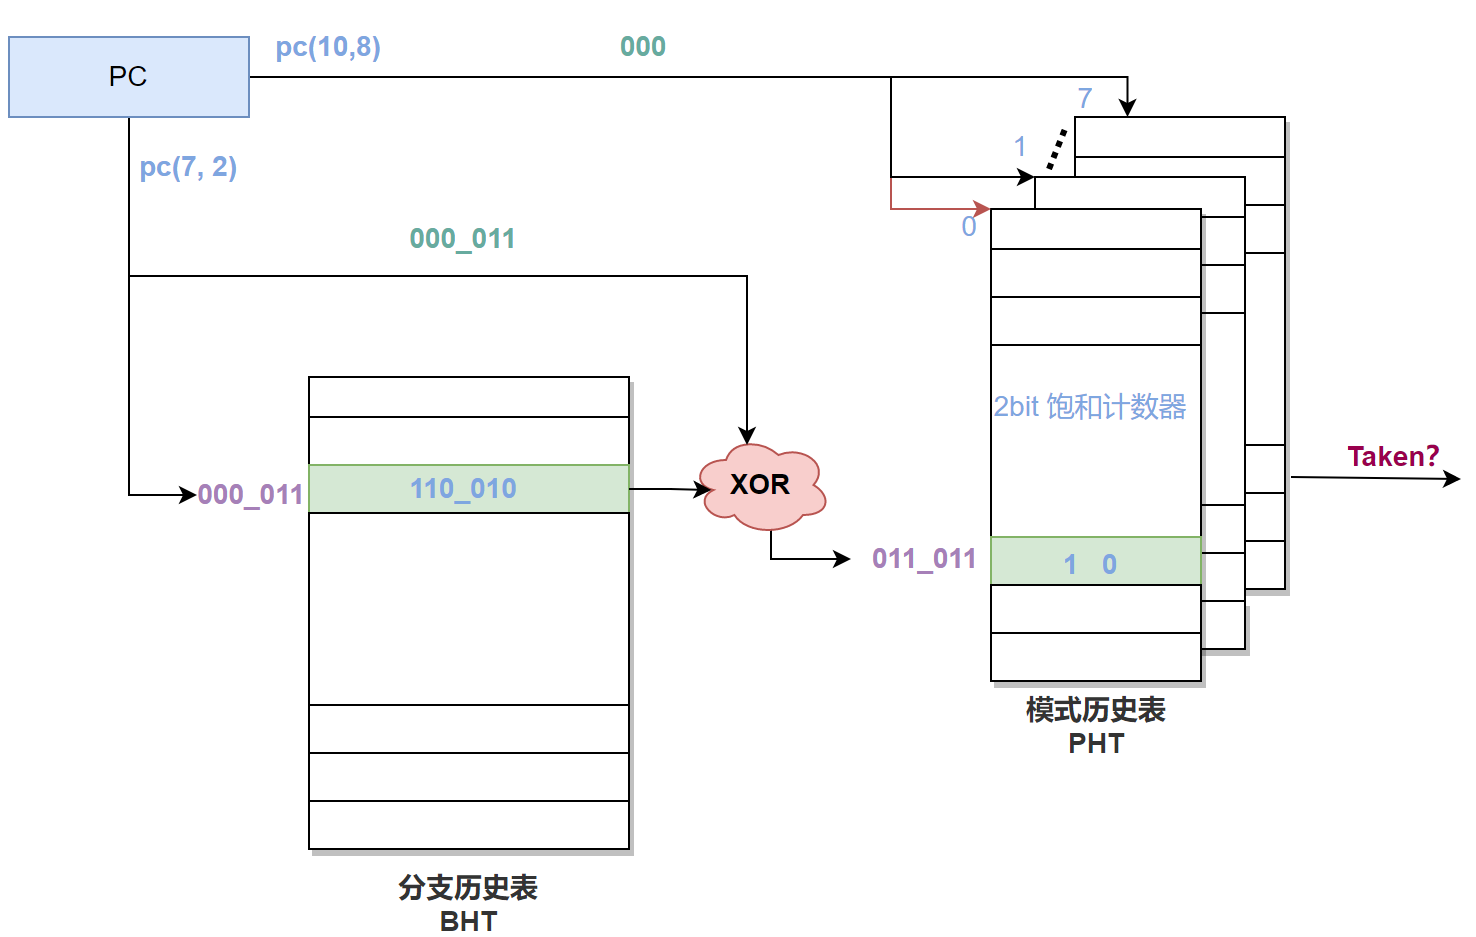 pc(10,8)
000
PC
7
1
pc(7, 2)
0
000_011
2bit 饱和计数器
Taken?
000_011
110_010
XOR
011_011
1 0
模式历史表
PHT
分支历史表
BHT